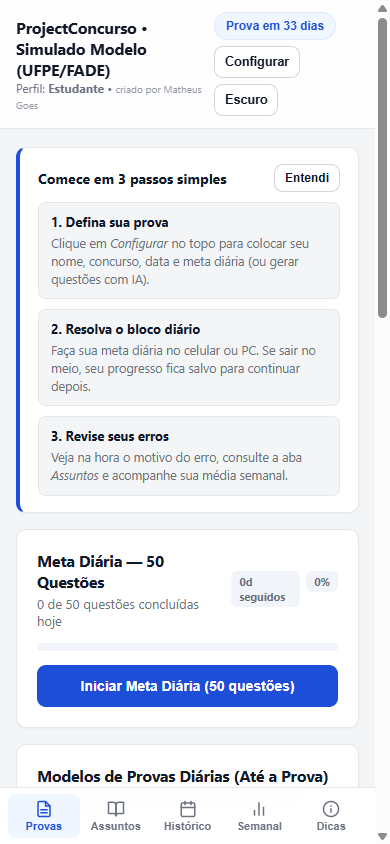 ProjectConcurso •
Simulado Modelo
(UFPE/FADE)
Perfil: Estudante • criado por Matheus
Goes
Prova em 33 dias
Configurar
Escuro
Comece em 3 passos simples
Entendi
1. Defina sua prova
Clique em Configurar no topo para colocar seu
nome, concurso, data e meta diária (ou gerar
questões com IA).
2. Resolva o bloco diário
Faça sua meta diária no celular ou PC. Se sair no
meio, seu progresso fica salvo para continuar
depois.
3. Revise seus erros
Veja na hora o motivo do erro, consulte a aba
Assuntos e acompanhe sua média semanal.
Meta Diária — 50
Questões
0 de 50 questões concluídas
hoje
0d
seguidos
0%
Iniciar Meta Diária (50 questões)
Modelos de Provas Diárias (Até a Prova)
Provas
Assuntos
Histórico
Semanal
Dicas